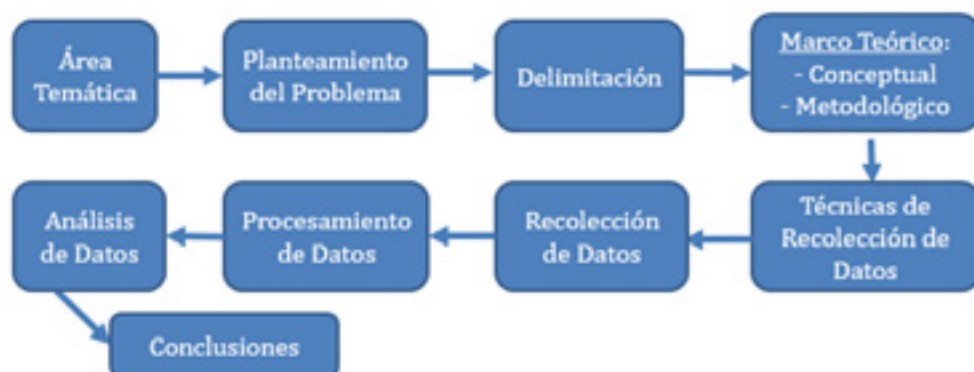 Área
Temática
Planteamiento
del Problema
Delimitación
Marco Teórico:
- Conceptual
- Metodológico
Técnicas de
Recolección de
Datos
Recolección
de Datos
Procesamiento
de Datos
Análisis
de Datos
Conclusiones